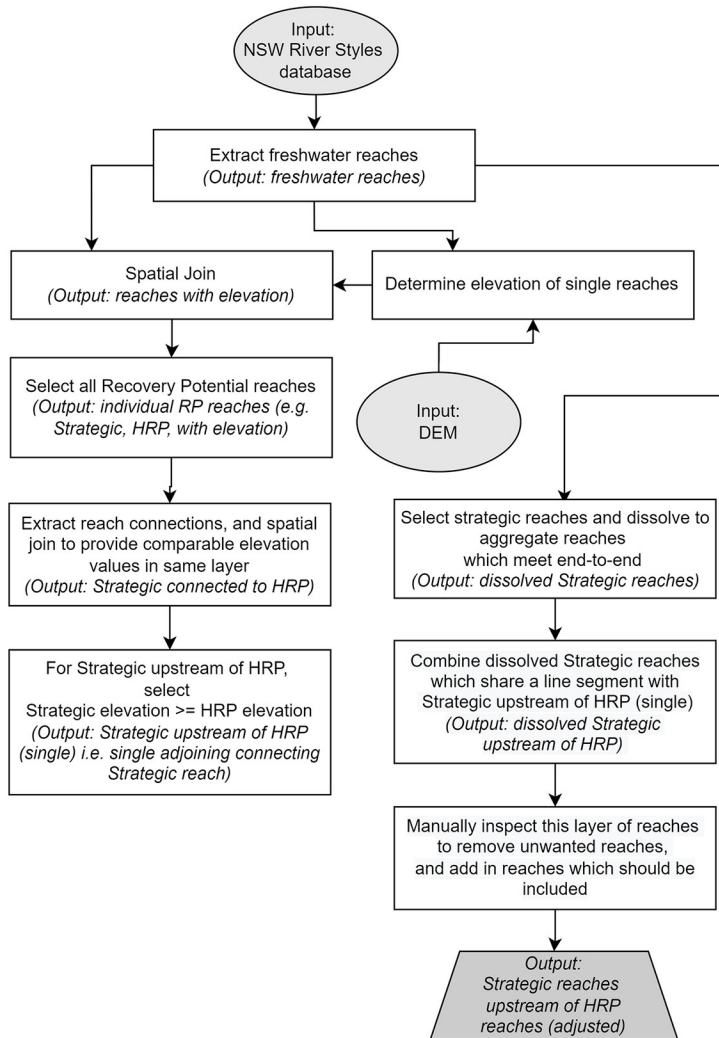 Input:
NSW River Styles
database
Extract freshwater reaches
(Output: freshwater reaches)
Spatial Join
(Output: reaches with elevation)
Determine elevation of single reaches
Select all Recovery Potential reaches
(Output: individual RP reaches (e.g.
Strategic, HRP, with elevation)
Input:
DEM
Extract reach connections, and spatial
join to provide comparable elevation
values in same layer
(Output: Strategic connected to HRP)
For Strategic upstream of HRP,
select
Strategic elevation >= HRP elevation
(Output: Strategic upstream of HRP
(single) i.e. single adjoining connecting
Strategic reach)
Select strategic reaches and dissolve to
aggregate reaches
which meet end-to-end
(Output: dissolved Strategic reaches)
Combine dissolved Strategic reaches
which share a line segment with
Strategic upstream of HRP (single)
(Output: dissolved Strategic
upstream of HRP)
Manually inspect this layer of reaches
to remove unwanted reaches,
and add in reaches which should be
included
Output:
Strategic reaches
upstream of HRP
reaches (adjusted)